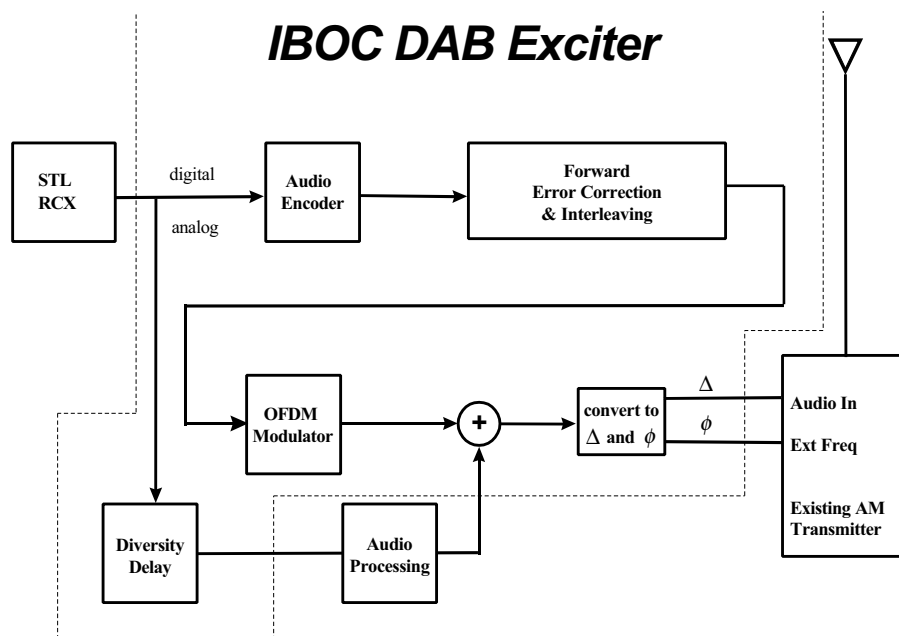 IBOC DAB Exciter
STL
RCX
digital
analog
Audio
Encoder
Forward
Error Correction
& Interleaving
OFDM
Modulator
+
convert to
Δ and ϕ
Δ
ϕ
Audio In
Ext Freq
Existing AM
Transmitter
Diversity
Delay
Audio
Processing